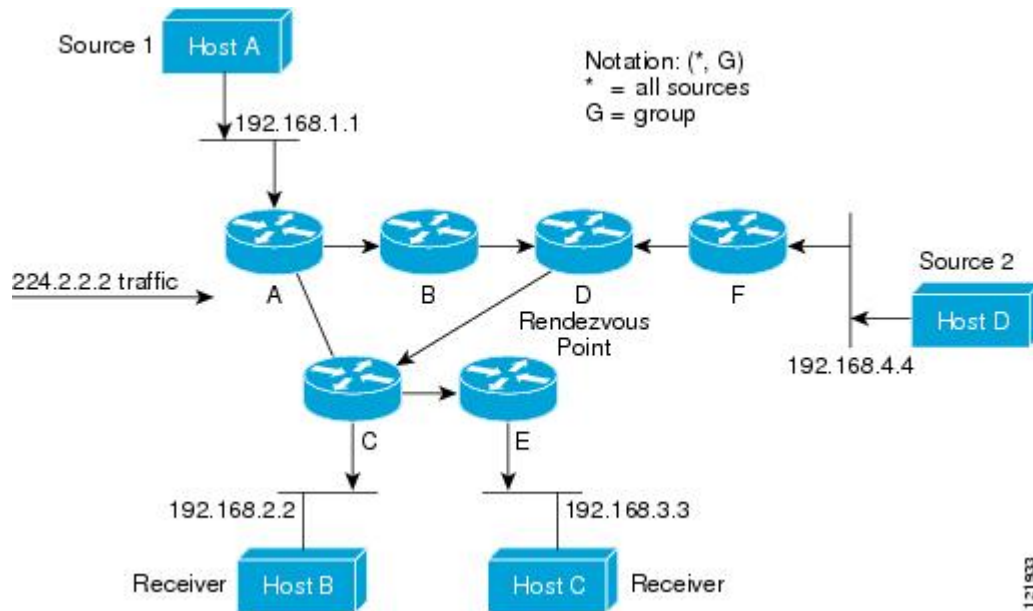 Source 1
Host A
Notation: (*, G)
* = all sources
G = group
192.168.1.1
224.2.2.2 traffic
A
B
D
Rendezvous
Point
F
Source 2
Host D
192.168.4.4
C
E
192.168.2.2
192.168.3.3
Receiver
Host B
Host C
Receiver
121933